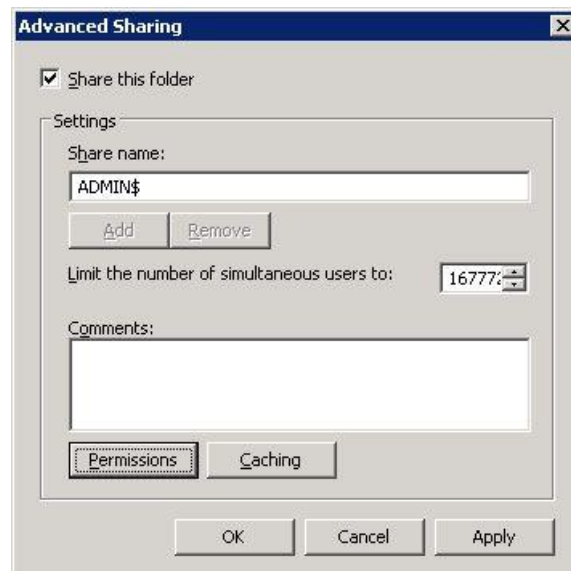 Advanced Sharing
Share this folder
Settings
Share name:
ADMIN$
Add Remove
Limit the number of simultaneous users to: 16777
Comments:
Permissions Caching
OK Cancel Apply